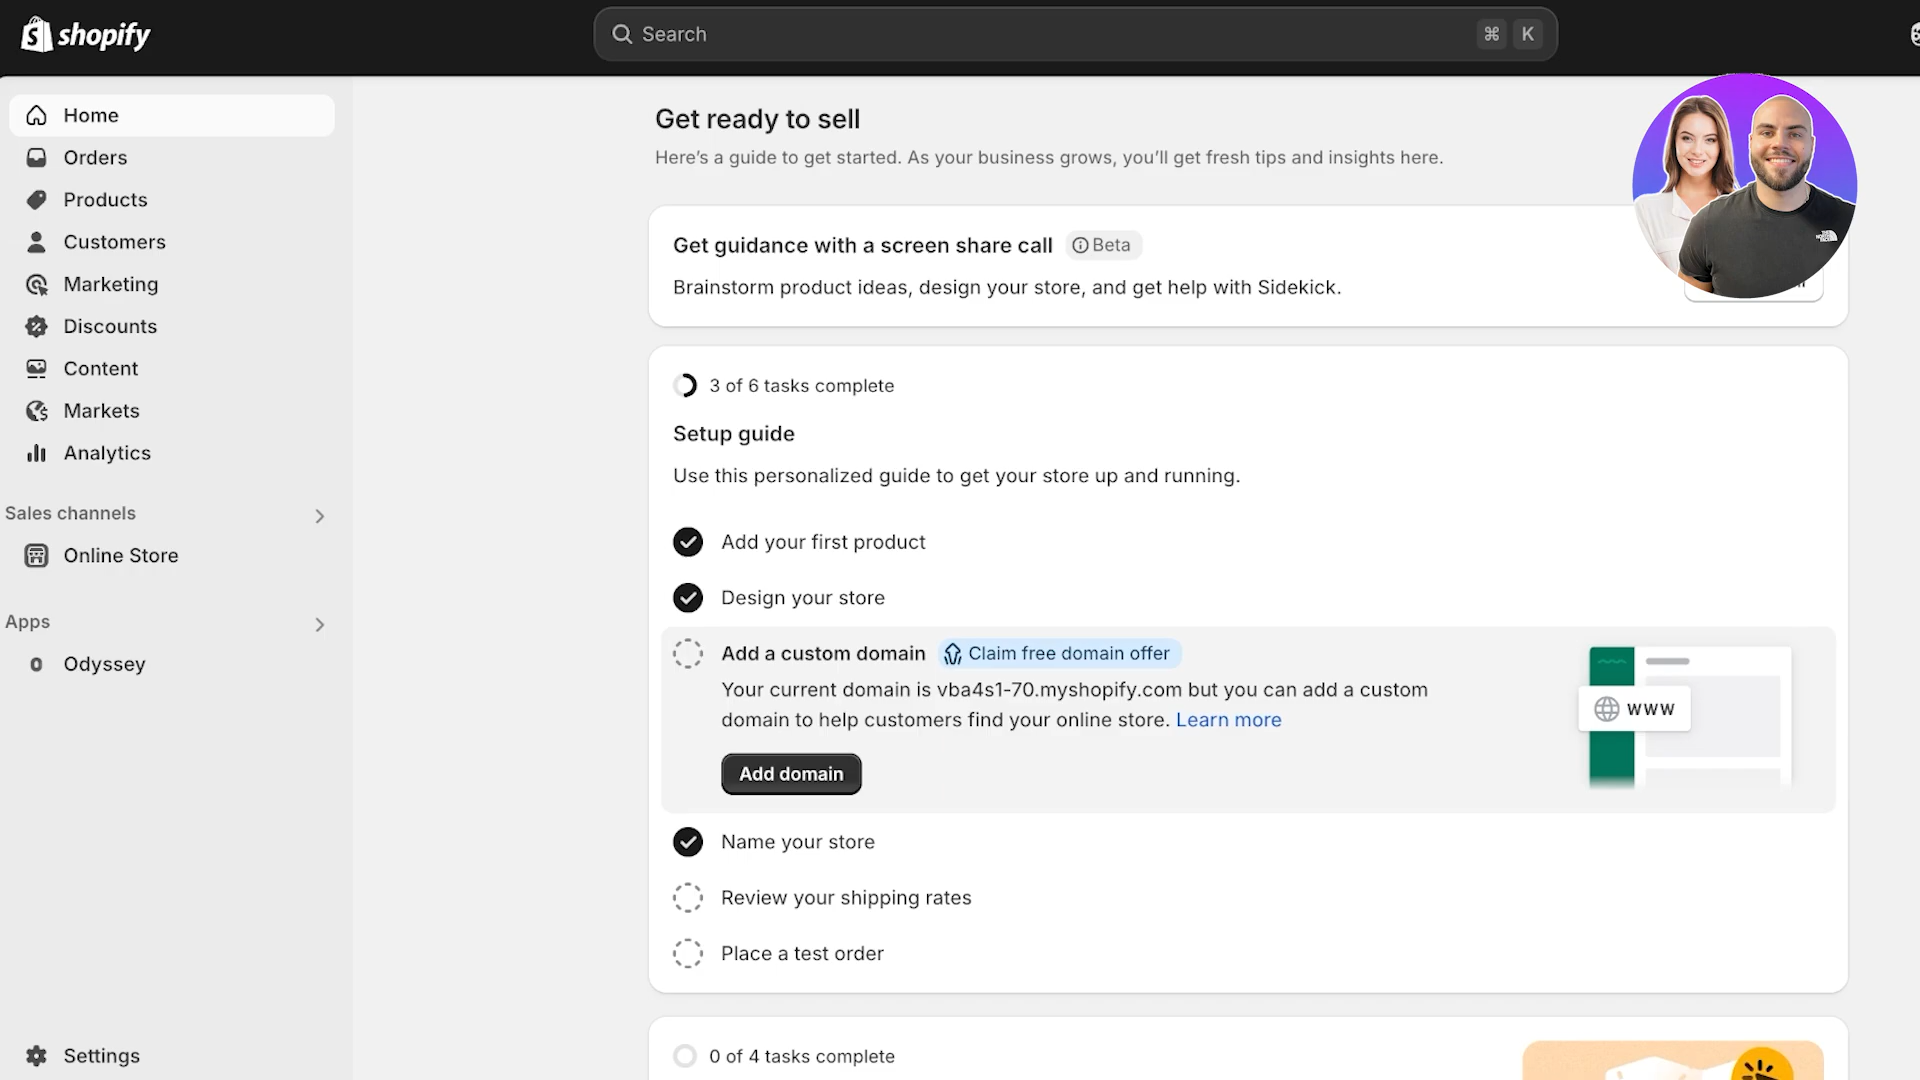 shopify
Search
⌘ K
Home
Orders
Products
Customers
Marketing
Discounts
Content
Markets
Analytics
Sales channels
Online Store
Apps
Odyssey
Settings
Get ready to sell
Here's a guide to get started. As your business grows, you'll get fresh tips and insights here.
Get guidance with a screen share call Beta
Brainstorm product ideas, design your store, and get help with Sidekick.
THE NORTH FACE
3 of 6 tasks complete
Setup guide
Use this personalized guide to get your store up and running.
Add your first product
Design your store
Add a custom domain Claim free domain offer
Your current domain is vba4s1-70.myshopify.com but you can add a custom
domain to help customers find your online store. Learn more
www
Add domain
Name your store
Review your shipping rates
Place a test order
0 of 4 tasks complete